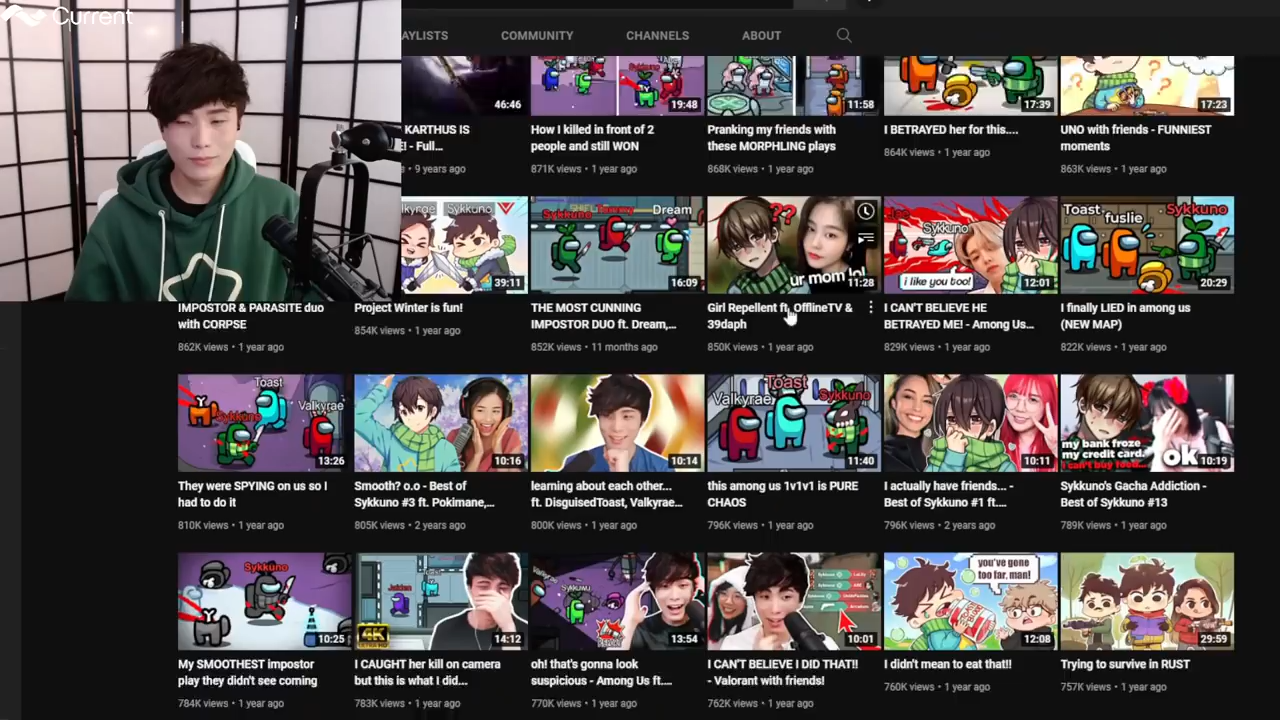 Current
AYLISTS
COMMUNITY
CHANNELS
ABOUT
46:46
19:48
11:58
17:39
17:23
KARTHUS IS
E! - Full...
• 9 years ago
How I killed in front of 2
people and still WON
871K views • 1 year ago
Pranking my friends with
these MORPHLING plays
868K views • 1 year ago
I BETRAYED her for this....
864K views • 1 year ago
UNO with friends - FUNNIEST
moments
863K views • 1 year ago
Sykkuno
39:11
Sykkuno
Dream
16:09
??
ur mom lol
11:28
Sykkuno
i like you too!
12:01
Toast
fuslie
Sykkuno
20:29
IMPOSTOR & PARASITE duo
with CORPSE
862K views • 1 year ago
Project Winter is fun!
854K views • 1 year ago
THE MOST CUNNING
IMPOSTOR DUO ft. Dream,...
852K views • 11 months ago
Girl Repellent ft. OfflineTV &
39daph
850K views • 1 year ago
I CAN'T BELIEVE HE
BETRAYED ME! - Among Us...
829K views • 1 year ago
I finally LIED in among us
(NEW MAP)
822K views • 1 year ago
Toast
Sykkuno
Valkyrae
13:26
10:16
10:14
Toast
Valkyrae
Sykkuno
11:40
10:11
my bank froze
my credit card.
I can't buy food...
ok
10:19
They were SPYING on us so I
had to do it
810K views • 1 year ago
Smooth? o.o - Best of
Sykkuno #3 ft. Pokimane,...
805K views • 2 years ago
learning about each other...
ft. DisguisedToast, Valkyrae...
800K views • 1 year ago
this among us 1v1v1 is PURE
CHAOS
796K views • 1 year ago
I actually have friends... -
Best of Sykkuno #1 ft....
796K views • 2 years ago
Sykkuno's Gacha Addiction -
Best of Sykkuno #13
789K views • 1 year ago
Sykkuno
10:25
4K
14:12
13:54
10:01
you've gone
too far, man!
12:08
29:59
My SMOOTHEST impostor
play they didn't see coming
784K views • 1 year ago
I CAUGHT her kill on camera
but this is what I did...
783K views • 1 year ago
oh! that's gonna look
suspicious - Among Us ft....
770K views • 1 year ago
I CAN'T BELIEVE I DID THAT!!
- Valorant with friends!
762K views • 1 year ago
I didn't mean to eat that!!
760K views • 1 year ago
Trying to survive in RUST
757K views • 1 year ago